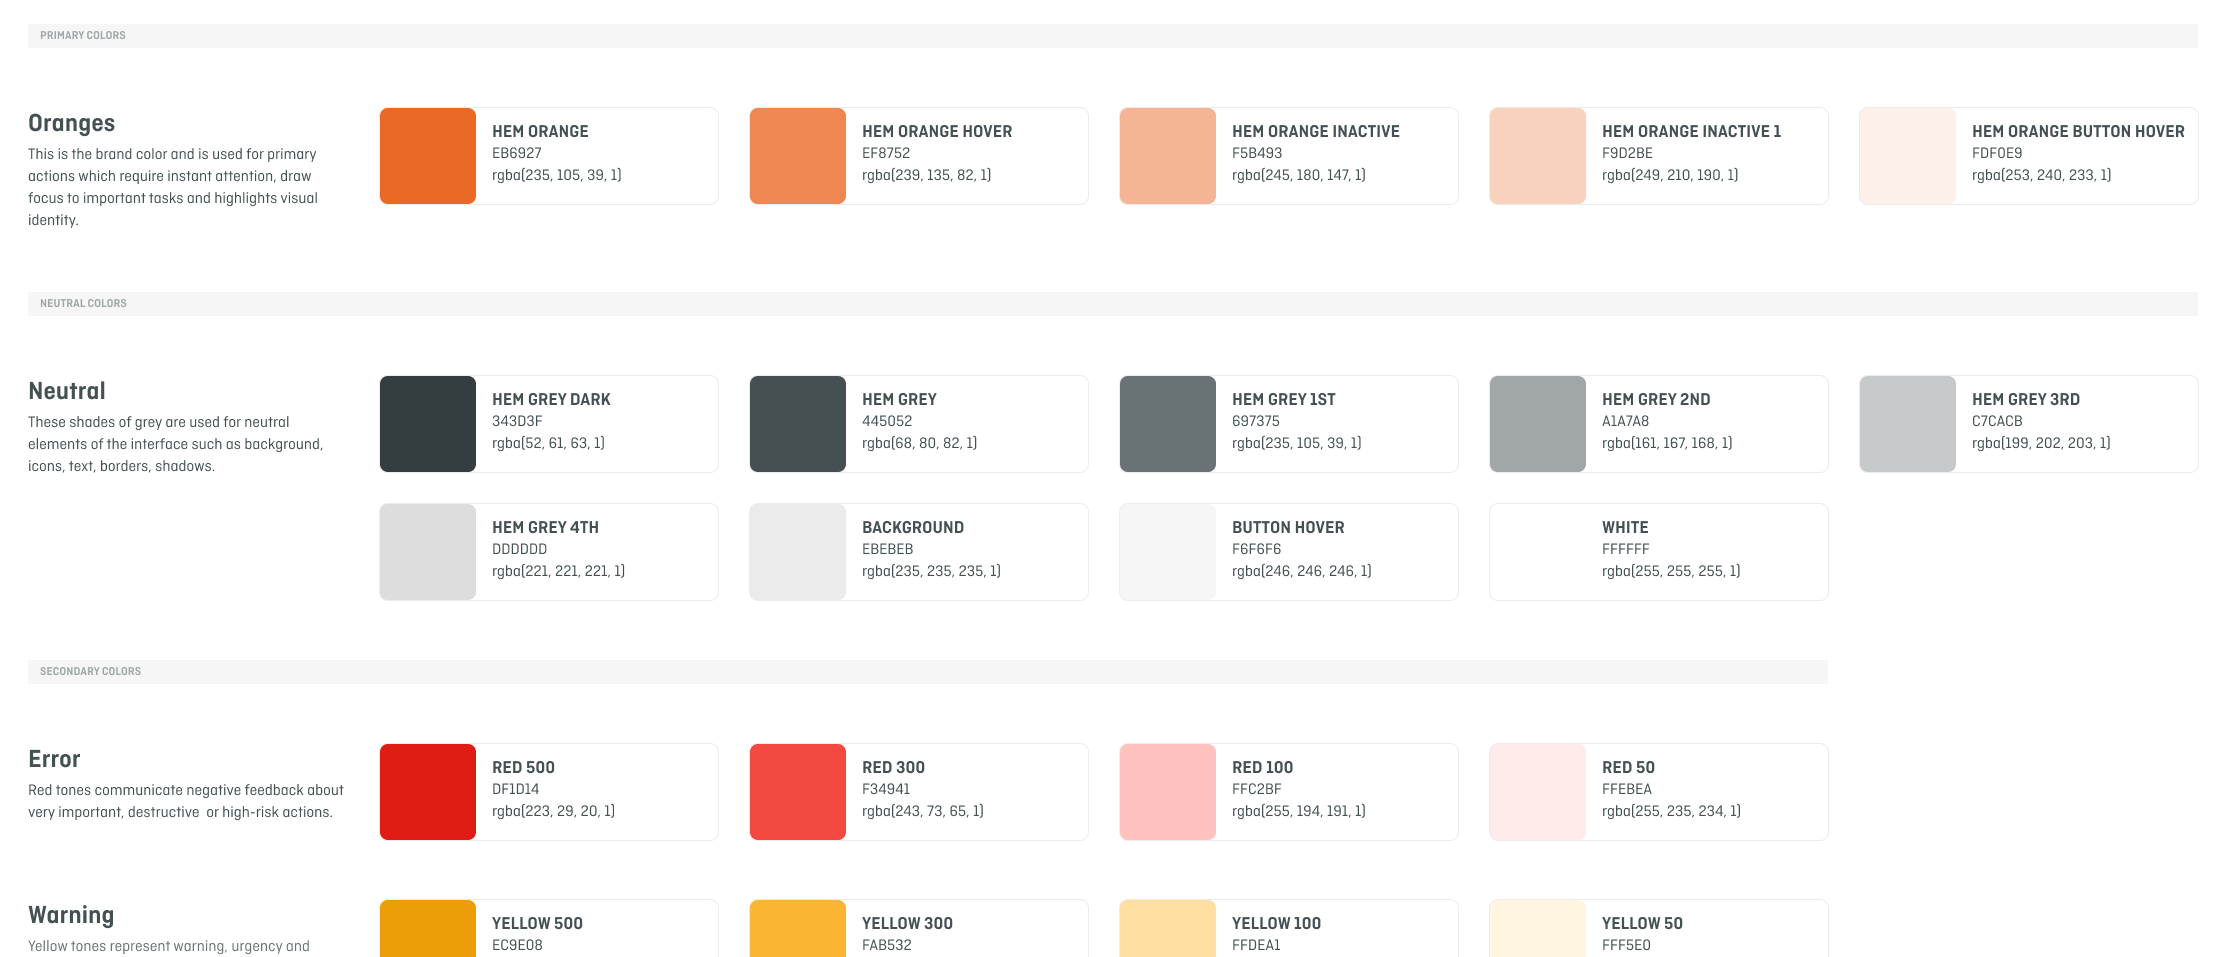 PRIMARY COLORS
Oranges
This is the brand color and is used for primary
actions which require instant attention, draw
focus to important tasks and highlights visual
identity.
HEM ORANGE
EB6927
rgba(235, 105, 39, 1)
HEM ORANGE HOVER
EF8752
rgba(239, 135, 82, 1)
HEM ORANGE INACTIVE
F5B493
rgba(245, 180, 147, 1)
HEM ORANGE INACTIVE 1
F9D2BE
rgba(249, 210, 190, 1)
HEM ORANGE BUTTON HOVER
FDF0E9
rgba(253, 240, 233, 1)
NEUTRAL COLORS
Neutral
These shades of grey are used for neutral
elements of the interface such as background,
icons, text, borders, shadows.
HEM GREY DARK
343D3F
rgba(52, 61, 63, 1)
HEM GREY
445052
rgba(68, 80, 82, 1)
HEM GREY 1ST
697375
rgba(235, 105, 39, 1)
HEM GREY 2ND
A1A7A8
rgba(161, 167, 168, 1)
HEM GREY 3RD
C7CACB
rgba(199, 202, 203, 1)
HEM GREY 4TH
DDDDDD
rgba(221, 221, 221, 1)
BACKGROUND
EBEBEB
rgba(235, 235, 235, 1)
BUTTON HOVER
F6F6F6
rgba(246, 246, 246, 1)
WHITE
FFFFFF
rgba(255, 255, 255, 1)
SECONDARY COLORS
Error
Red tones communicate negative feedback about
very important, destructive  or high-risk actions.
RED 500
DF1D14
rgba(223, 29, 20, 1)
RED 300
F34941
rgba(243, 73, 65, 1)
RED 100
FFC2BF
rgba(255, 194, 191, 1)
RED 50
FFEBEA
rgba(255, 235, 234, 1)
Warning
Yellow tones represent warning, urgency and
YELLOW 500
EC9E08
YELLOW 300
FAB532
YELLOW 100
FFDEA1
YELLOW 50
FFF5E0